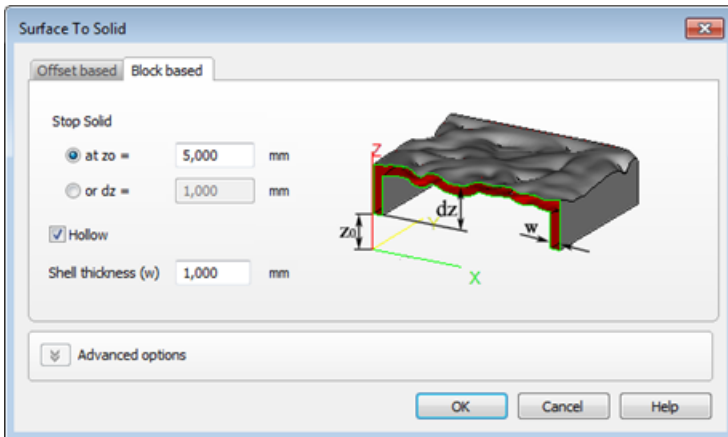 Surface To Solid
Offset based Block based
Stop Solid
at zo = 5,000 mm
or dz = 1,000 mm
Hollow
Shell thickness (w) 1,000 mm
Z
dz
Y
Z₀
w
X
Advanced options
OK Cancel Help